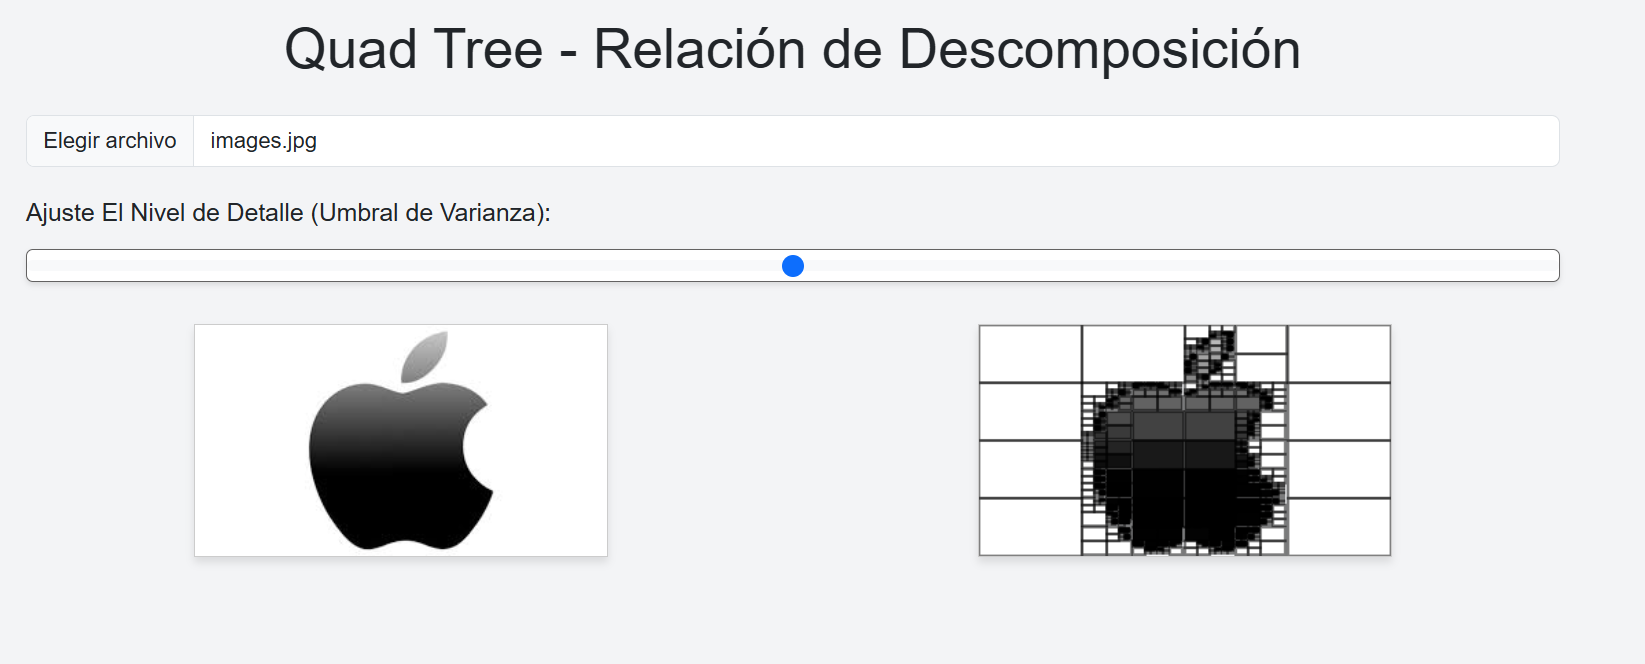 Quad Tree - Relación de Descomposición
Elegir archivo images.jpg
Ajuste El Nivel de Detalle (Umbral de Varianza):